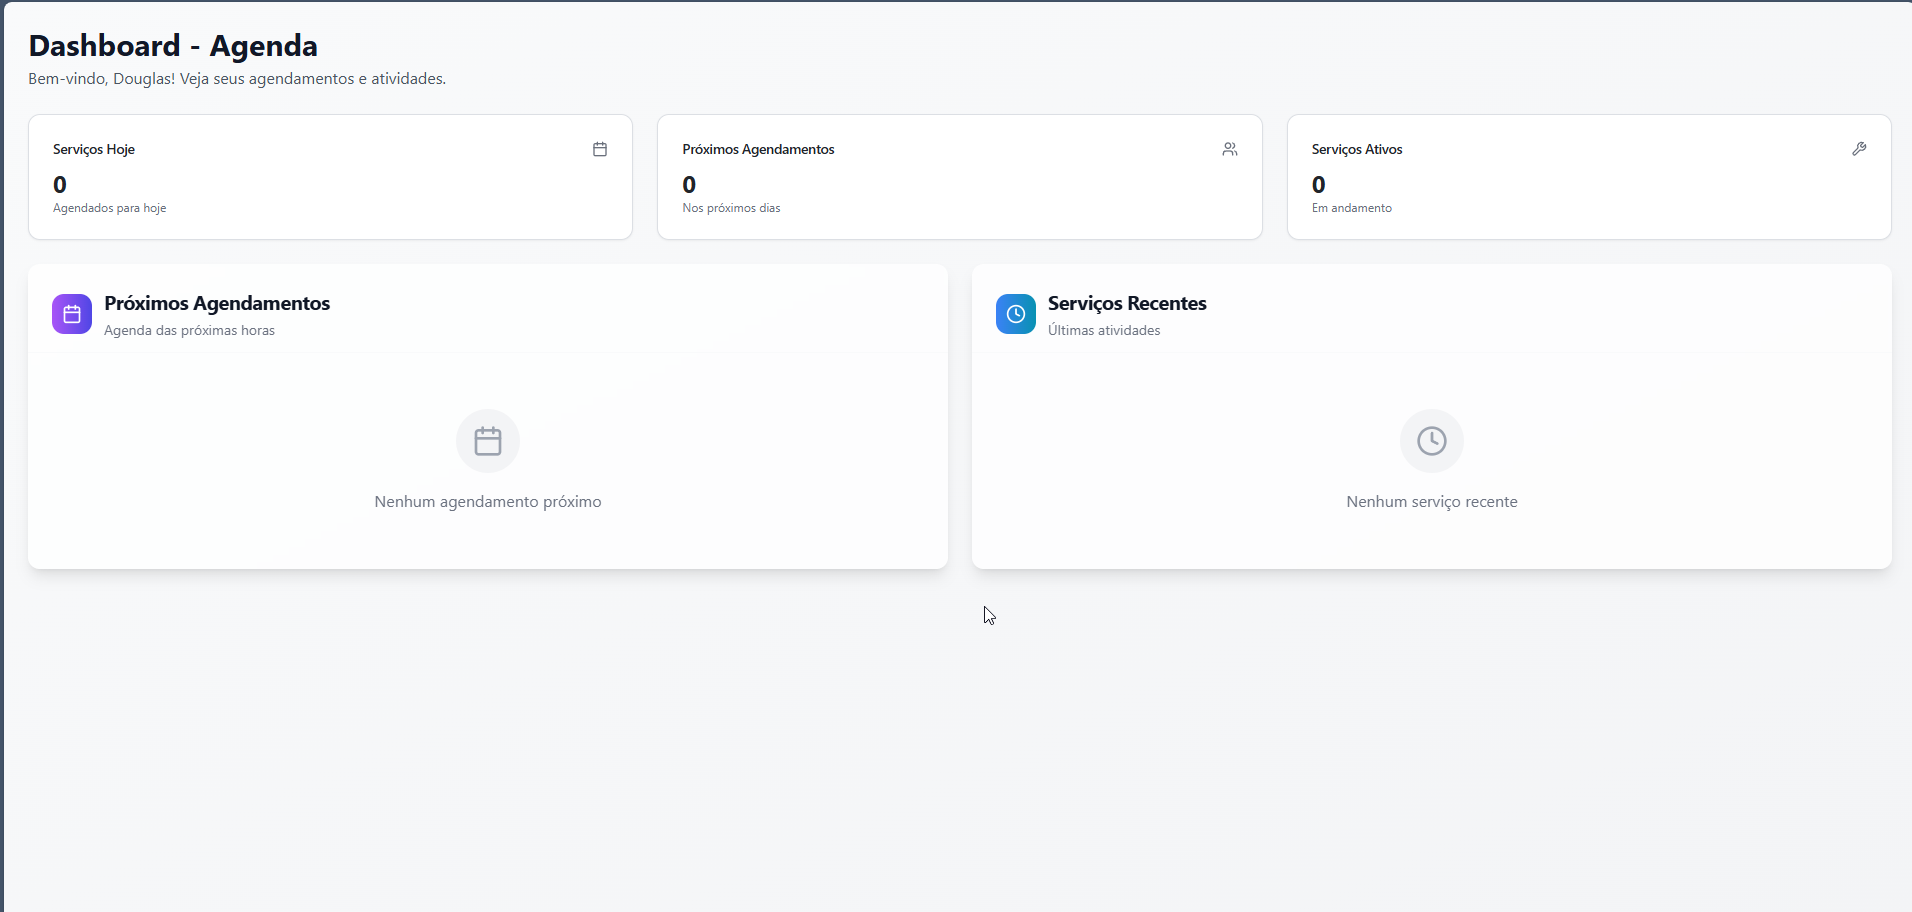 Dashboard - Agenda
Bem-vindo, Douglas! Veja seus agendamentos e atividades.
Serviços Hoje
0
Agendados para hoje
Próximos Agendamentos
0
Nos próximos dias
Serviços Ativos
0
Em andamento
Próximos Agendamentos
Agenda das próximas horas
Nenhum agendamento próximo
Serviços Recentes
Últimas atividades
Nenhum serviço recente